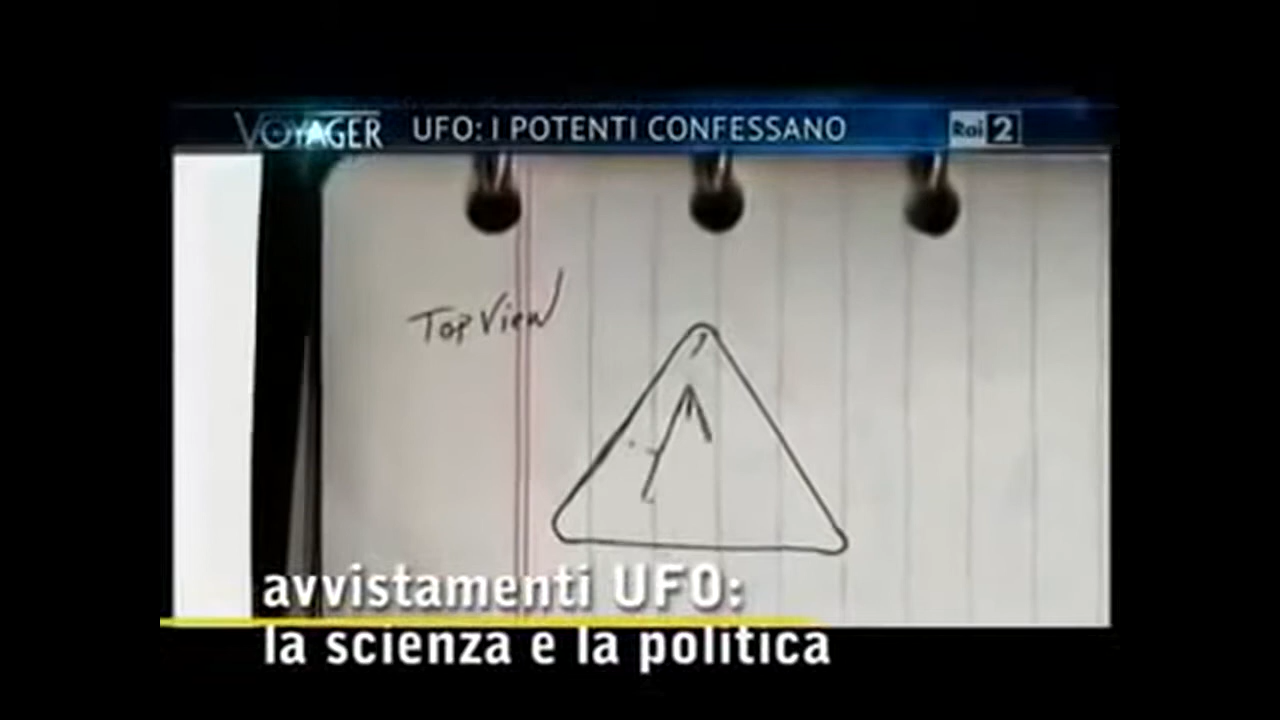 VOYAGER UFO: I POTENTI CONFESSANO Rai 2
Top View
avvistamenti UFO:
la scienza e la politica